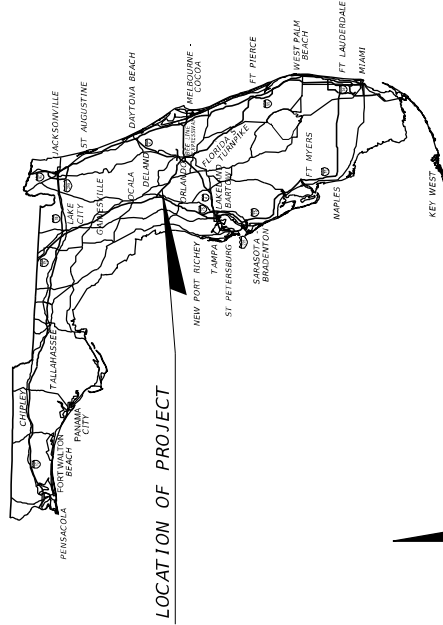 PENSACOLA
FORT WALTON
BEACH
PANAMA
CITY
CHIPLEY
TALLAHASSEE
LAKE
CITY
JACKSONVILLE
ST AUGUSTINE
GAINESVILLE
OCALA
DAYTONA BEACH
DELAND
ORLANDO
MELBOURNE -
COCOA
FLORIDA'S
TURNPIKE
LAKELAND
BARTOW
NEW PORT RICHEY
TAMPA
ST PETERSBURG
SARASOTA
BRADENTON
FT PIERCE
WEST PALM
BEACH
FT LAUDERDALE
MIAMI
FT MYERS
NAPLES
KEY WEST
LOCATION OF PROJECT